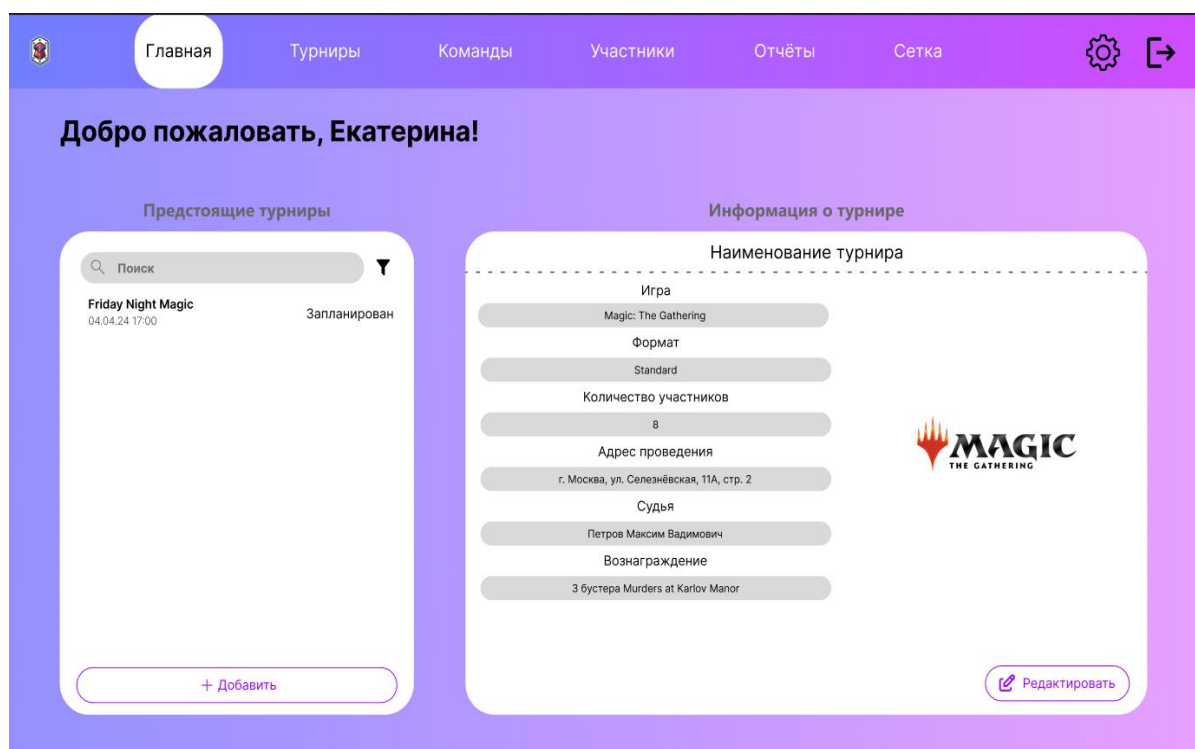 Главная Турниры Команды Участники Отчёты Сетка
Добро пожаловать, Екатерина!
Предстоящие турниры
Поиск
Friday Night Magic
04.04.24 17:00
Запланирован
+ Добавить
Информация о турнире
Наименование турнира
Игра
Magic: The Gathering
Формат
Standard
Количество участников
8
Адрес проведения
г. Москва, ул. Селезнёвская, 11А, стр. 2
Судья
Петров Максим Вадимович
Вознаграждение
3 бустера Murders at Karlov Manor
MAGIC
THE GATHERING
Редактировать